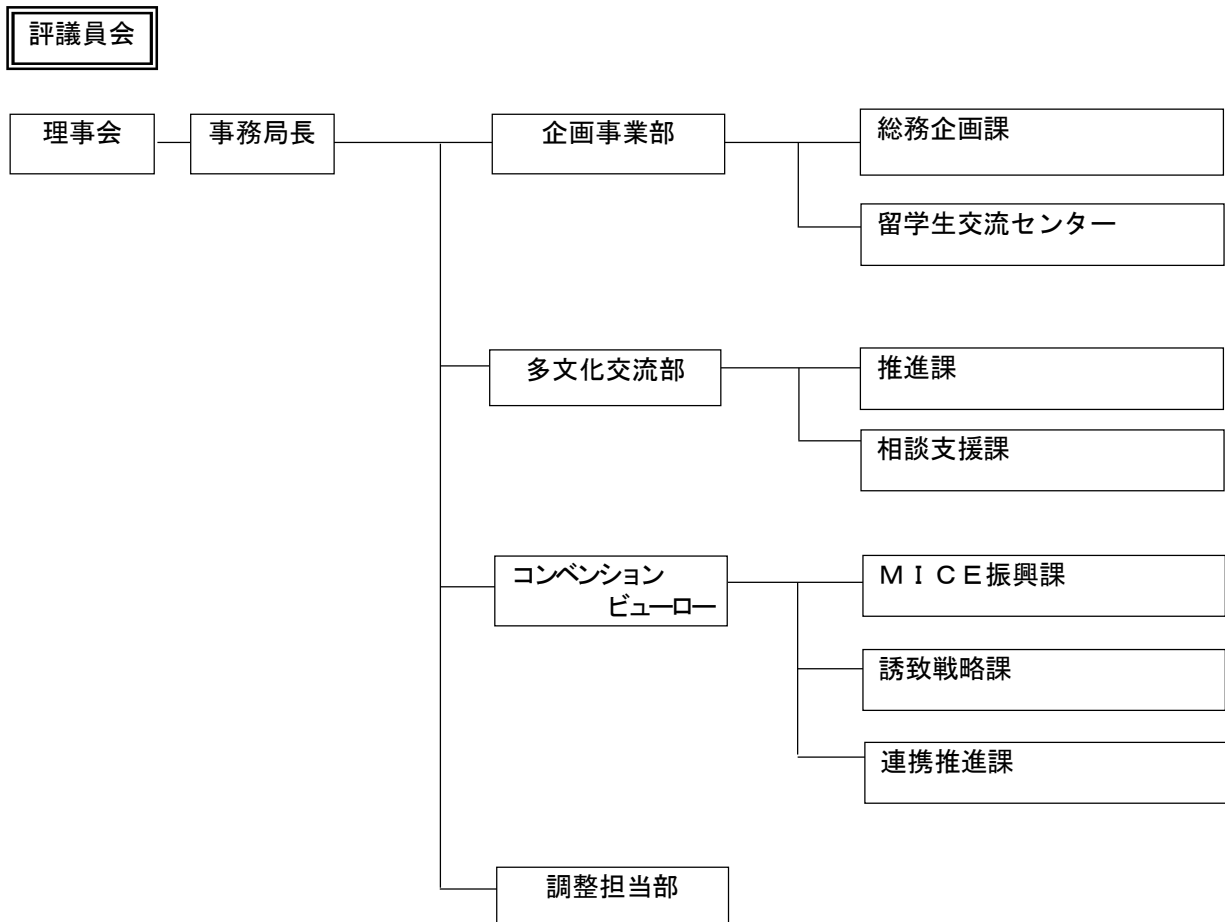 評議員会
理事会
事務局長
企画事業部
総務企画課
留学生交流センター
多文化交流部
推進課
相談支援課
コンベンション
ビューロー
ＭＩＣＥ振興課
誘致戦略課
連携推進課
調整担当部